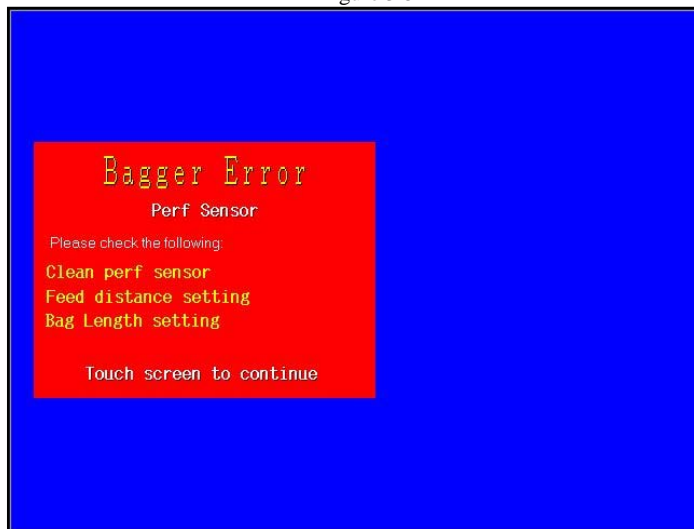 Bagger Error
Perf Sensor
Please check the following:
Clean perf sensor
Feed distance setting
Bag Length setting
Touch screen to continue